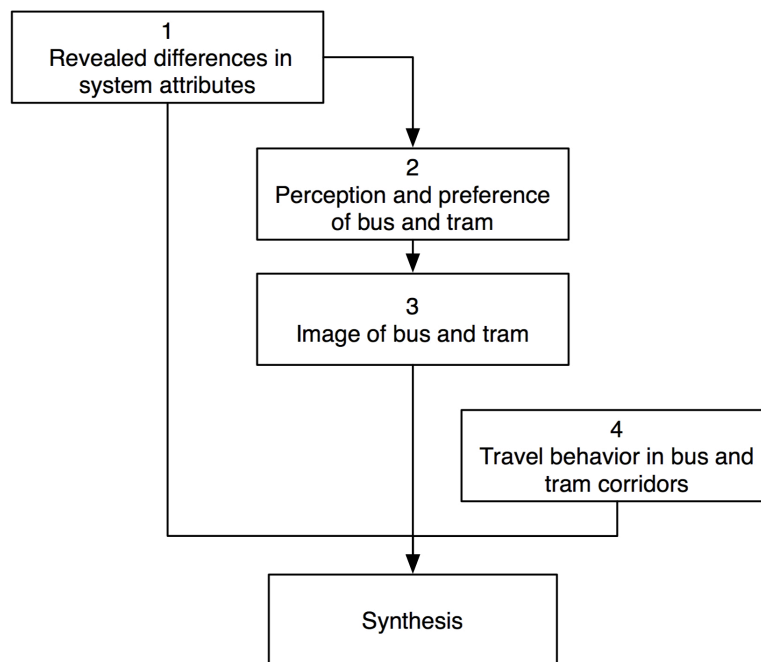 1
Revealed differences in
system attributes
2
Perception and preference
of bus and tram
3
Image of bus and tram
4
Travel behavior in bus and
tram corridors
Synthesis